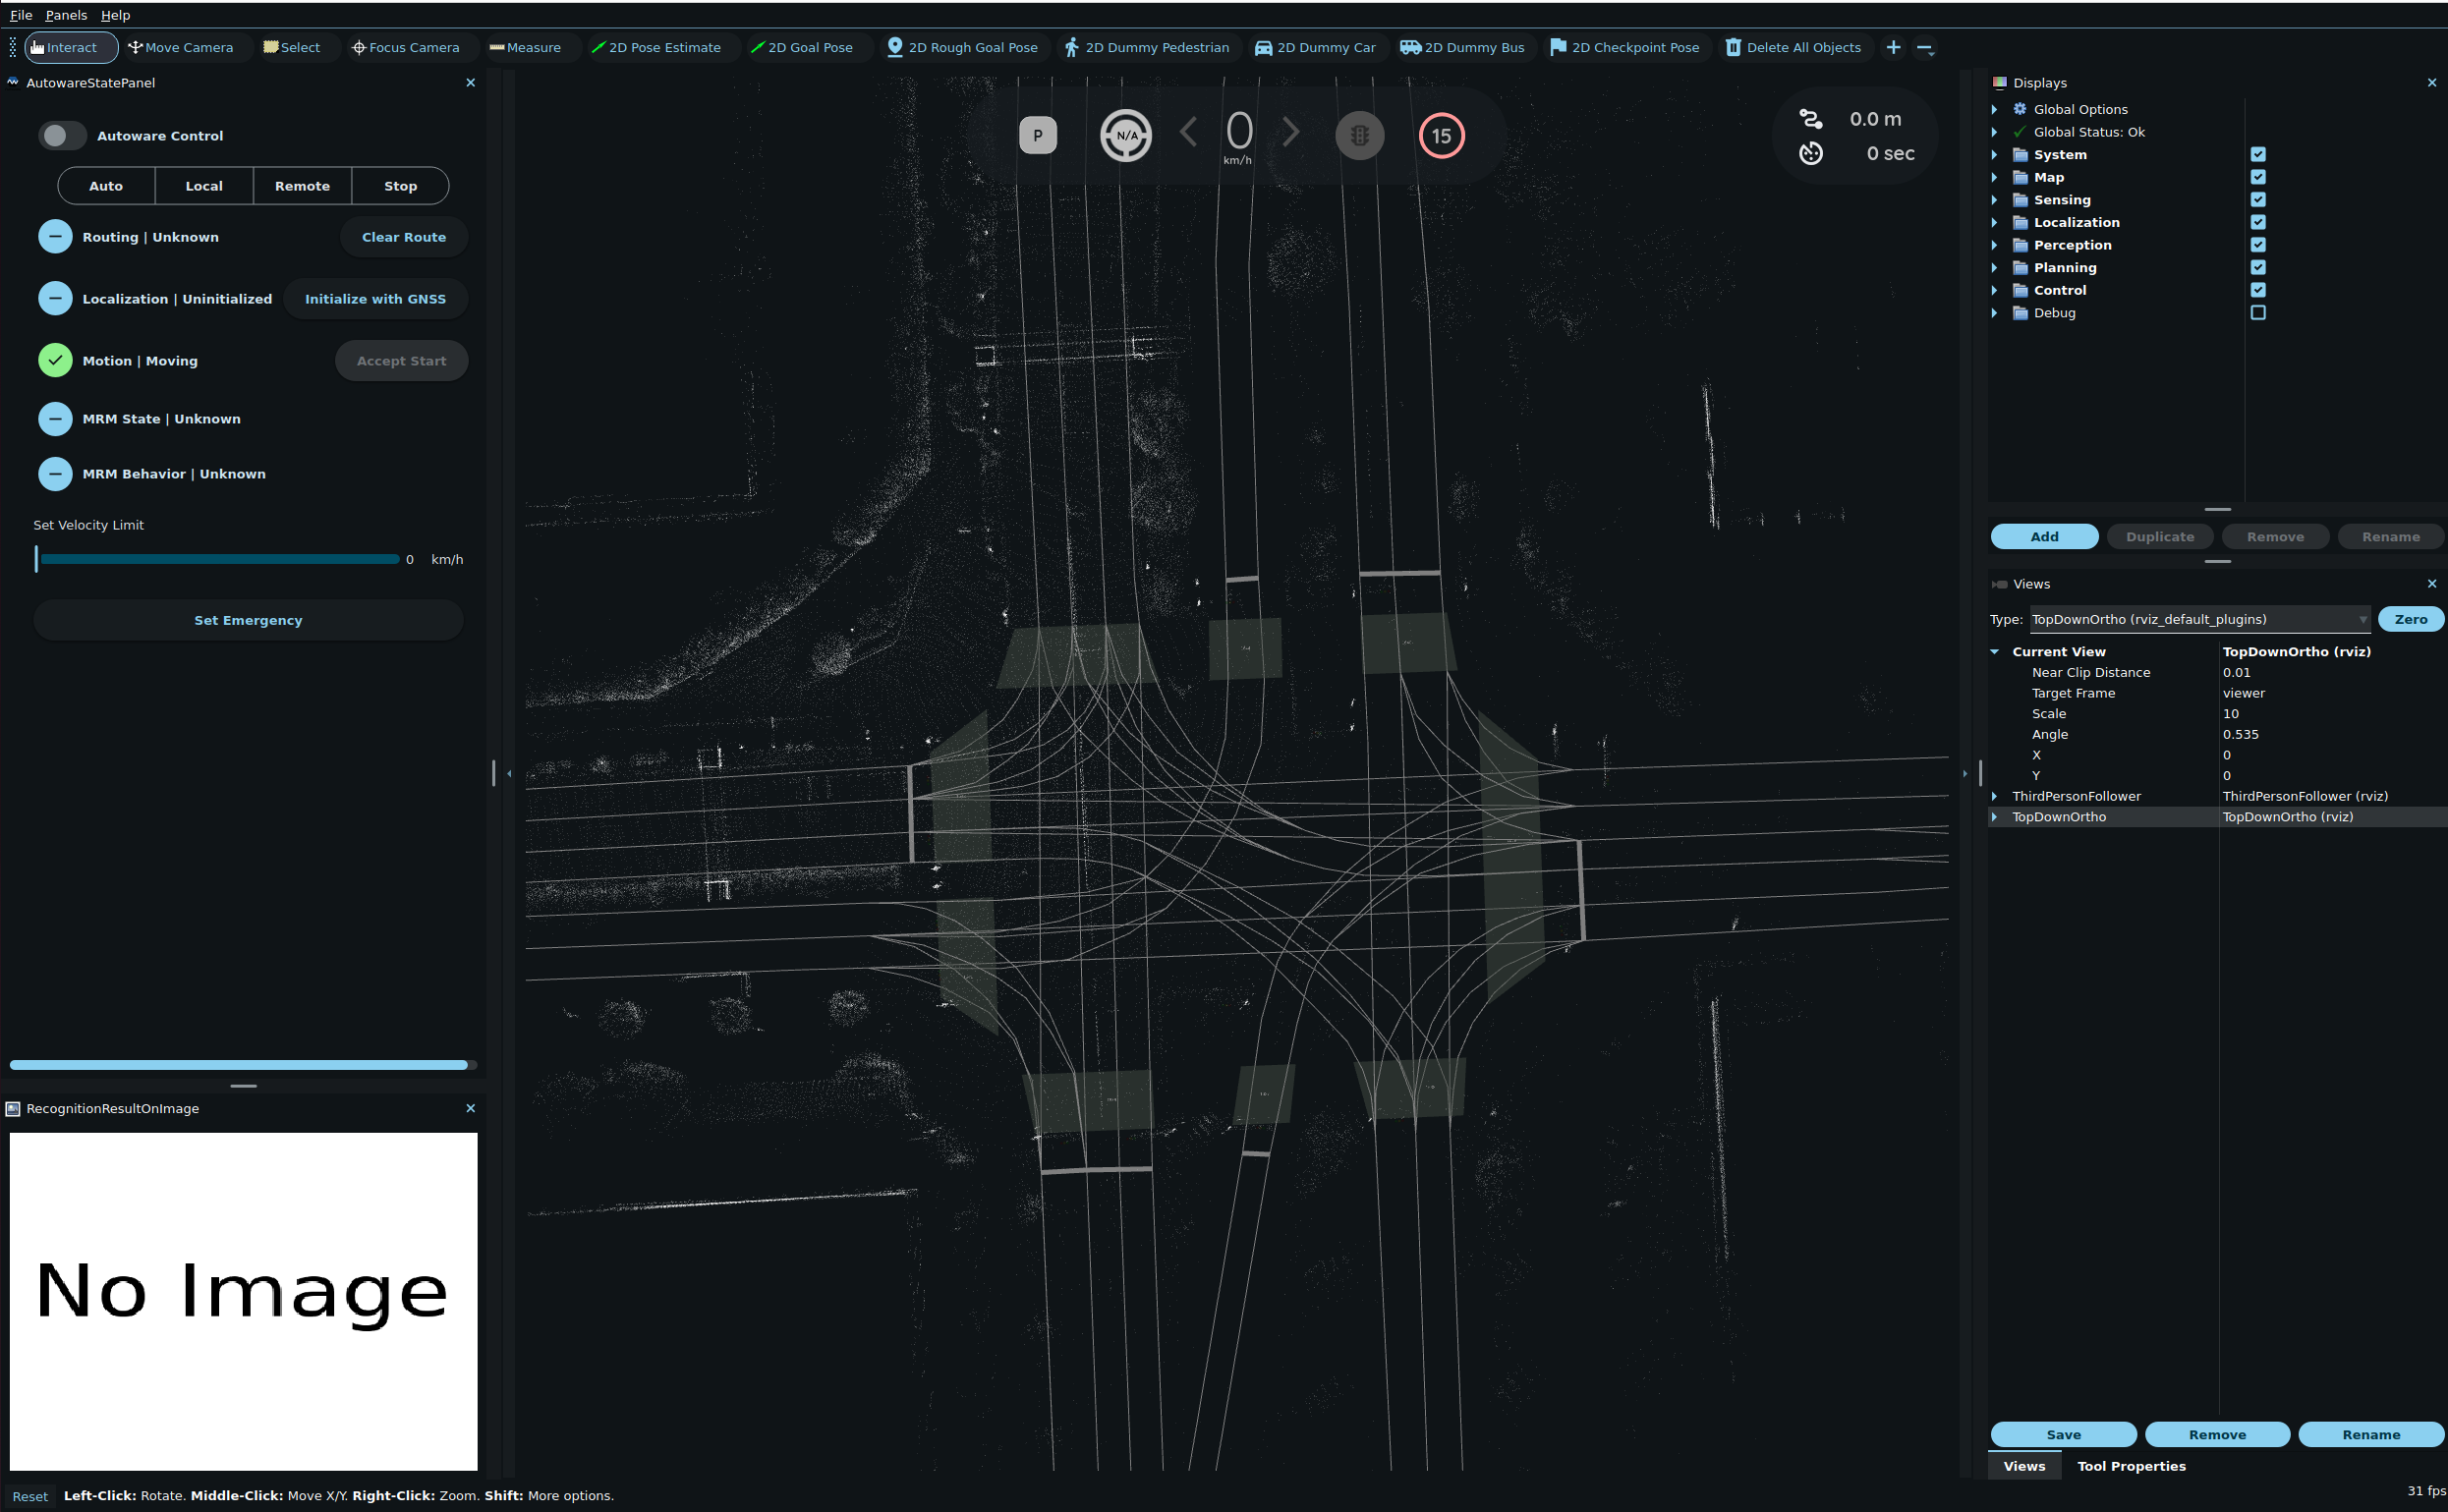 File Panels Help
Interact Move Camera Select Focus Camera Measure 2D Pose Estimate 2D Goal Pose 2D Rough Goal Pose 2D Dummy Pedestrian 2D Dummy Car 2D Dummy Bus 2D Checkpoint Pose Delete All Objects
AutowareStatePanel
Autoware Control
Auto Local Remote Stop
Routing | Unknown Clear Route
Localization | Uninitialized Initialize with GNSS
Motion | Moving Accept Start
MRM State | Unknown
MRM Behavior | Unknown
Set Velocity Limit
0 km/h
Set Emergency
RecognitionResultOnImage
No Image
P N/A 0 15
km/h
0.0 m
0 sec
Displays
Global Options
Global Status: Ok
System
Map
Sensing
Localization
Perception
Planning
Control
Debug
Add Duplicate Remove Rename
Views
Type: TopDownOrtho (rviz_default_plugins) Zero
Current View TopDownOrtho (rviz)
Near Clip Distance 0.01
Target Frame viewer
Scale 10
Angle 0.535
X 0
Y 0
ThirdPersonFollower ThirdPersonFollower (rviz)
TopDownOrtho TopDownOrtho (rviz)
Save Remove Rename
Views Tool Properties
Reset Left-Click: Rotate. Middle-Click: Move X/Y. Right-Click: Zoom. Shift: More options. 31 fps